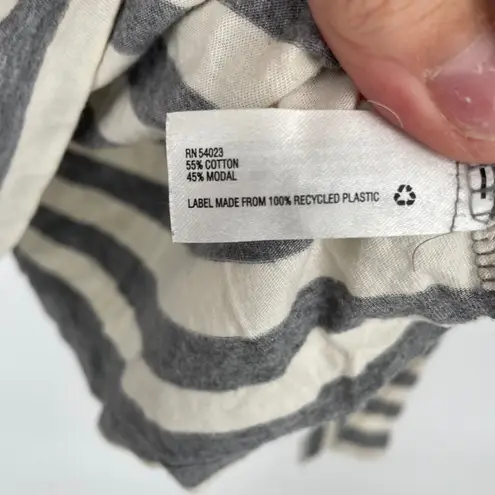 RN 54023
55% COTTON
45% MODAL
LABEL MADE FROM 100% RECYCLED PLASTIC